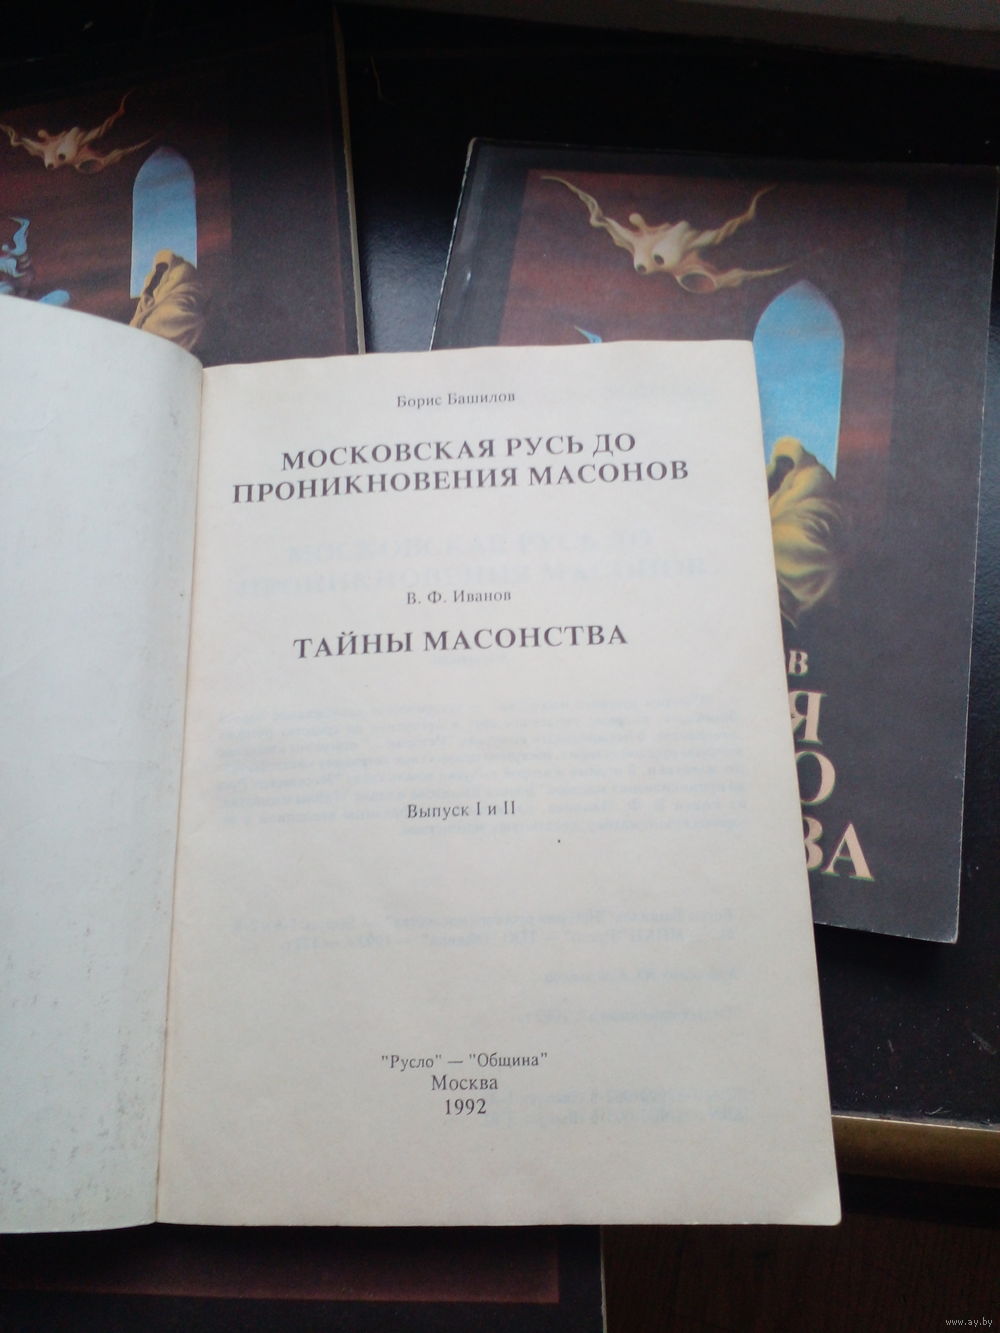 Борис Башилов
МОСКОВСКАЯ РУСЬ ДО
ПРОНИКНОВЕНИЯ МАСОНОВ
В. Ф. Иванов
ТАЙНЫ МАСОНСТВА
Выпуск I и II
"Русло" — "Община"
Москва
1992
В
Я
О
ВА
www.ay.by